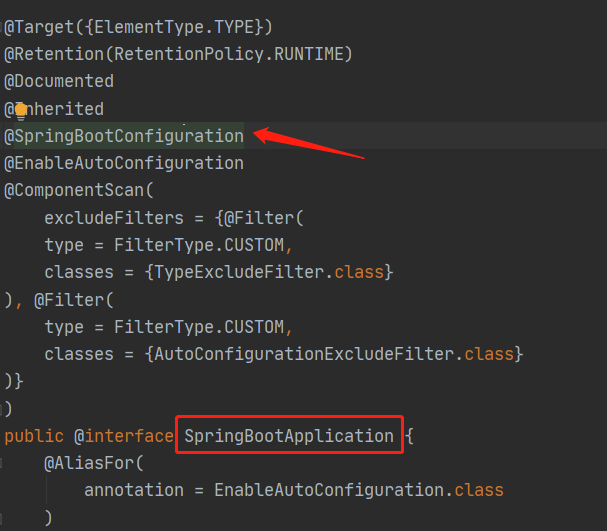 @Target({ElementType.TYPE})
@Retention(RetentionPolicy.RUNTIME)
@Documented
@Inherited
@SpringBootConfiguration
@EnableAutoConfiguration
@ComponentScan(
    excludeFilters = {@Filter(
    type = FilterType.CUSTOM,
    classes = {TypeExcludeFilter.class}
), @Filter(
    type = FilterType.CUSTOM,
    classes = {AutoConfigurationExcludeFilter.class}
)}
)
public @interface SpringBootApplication {
    @AliasFor(
        annotation = EnableAutoConfiguration.class
    )